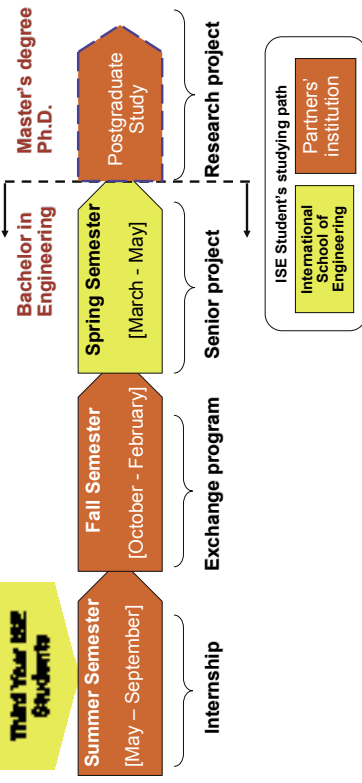 Third Year ISE
Students
Summer Semester
[May – September]
Internship
Fall Semester
[October - February]
Exchange program
Bachelor in
Engineering
Spring Semester
[March - May]
Senior project
Master's degree
Ph.D.
Postgraduate
Study
Research project
ISE Student's studying path
International
School of
Engineering
Partners'
institution